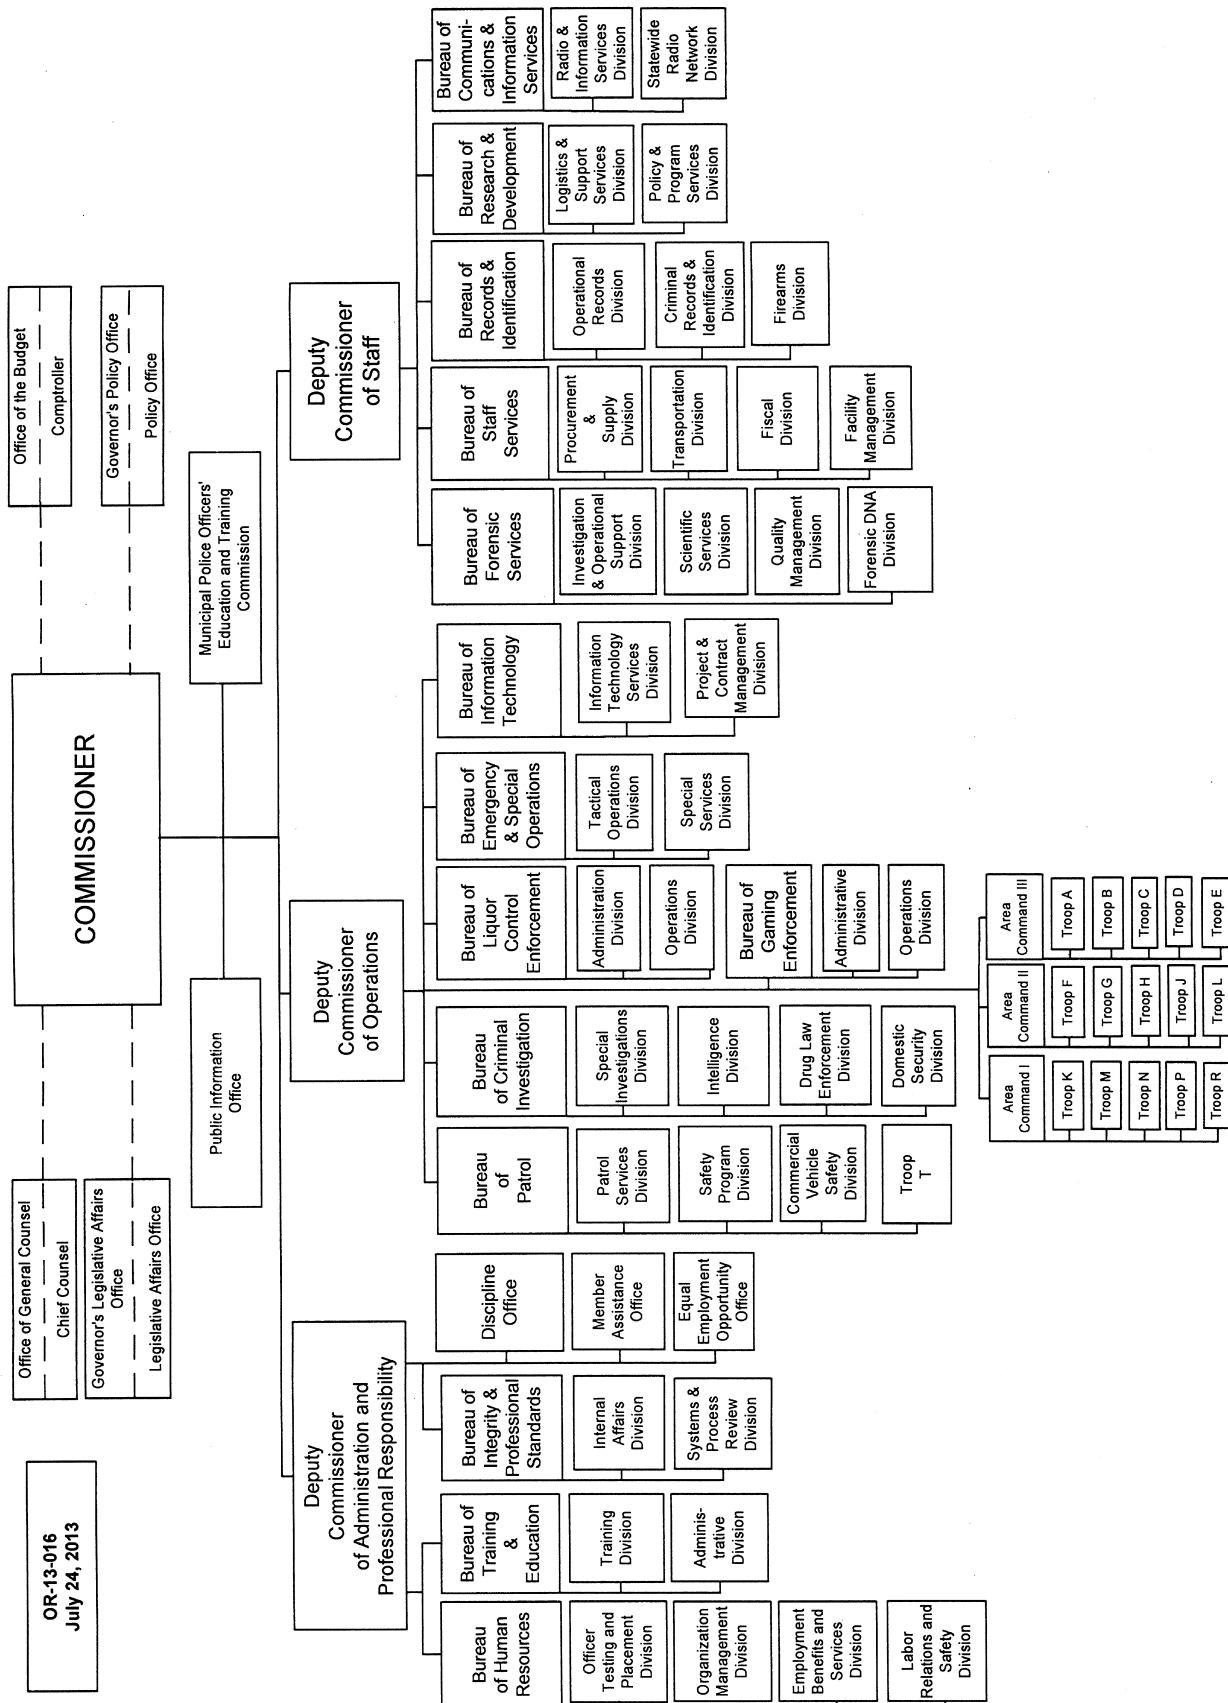 OR-13-016
July 24, 2013
Office of General Counsel
Chief Counsel
Governor's Legislative Affairs
Office
Legislative Affairs Office
COMMISSIONER
Office of the Budget
Comptroller
Governor's Policy Office
Policy Office
Public Information
Office
Municipal Police Officers'
Education and Training
Commission
Deputy
Commissioner
of Administration and
Professional Responsibility
Deputy
Commissioner
of Operations
Deputy
Commissioner
of Staff
Bureau
of Human
Resources
Officer
Testing and
Placement
Division
Organization
Management
Division
Employment
Benefits and
Services
Division
Labor
Relations and
Safety
Division
Bureau of
Training
&
Education
Training
Division
Adminis-
trative
Division
Bureau of
Integrity &
Professional
Standards
Internal
Affairs
Division
Systems &
Process
Review
Division
Discipline
Office
Member
Assistance
Office
Equal
Employment
Opportunity
Office
Bureau
of
Patrol
Patrol
Services
Division
Safety
Program
Division
Commercial
Vehicle
Safety
Division
Troop
T
Bureau
of Criminal
Investigation
Special
Investigations
Division
Intelligence
Division
Drug Law
Enforcement
Division
Domestic
Security
Division
Bureau of
Liquor
Control
Enforcement
Administration
Division
Operations
Division
Bureau of
Gaming
Enforcement
Administrative
Division
Operations
Division
Bureau of
Emergency
& Special
Operations
Tactical
Operations
Division
Special
Services
Division
Bureau of
Information
Technology
Information
Technology
Services
Division
Project &
Contract
Management
Division
Area
Command I
Troop K
Troop M
Troop N
Troop P
Troop R
Area
Command II
Troop F
Troop G
Troop H
Troop J
Troop L
Area
Command III
Troop A
Troop B
Troop C
Troop D
Troop E
Bureau of
Forensic
Services
Investigation
& Operational
Support
Division
Scientific
Services
Division
Quality
Management
Division
Forensic DNA
Division
Bureau of
Staff
Services
Procurement
&
Supply
Division
Transportation
Division
Fiscal
Division
Facility
Management
Division
Bureau of
Records &
Identification
Operational
Records
Division
Criminal
Records &
Identification
Division
Firearms
Division
Bureau of
Research &
Development
Logistics &
Support
Services
Division
Policy &
Program
Services
Division
Bureau of
Communi-
cations &
Information
Services
Radio &
Information
Services
Division
Statewide
Radio
Network
Division